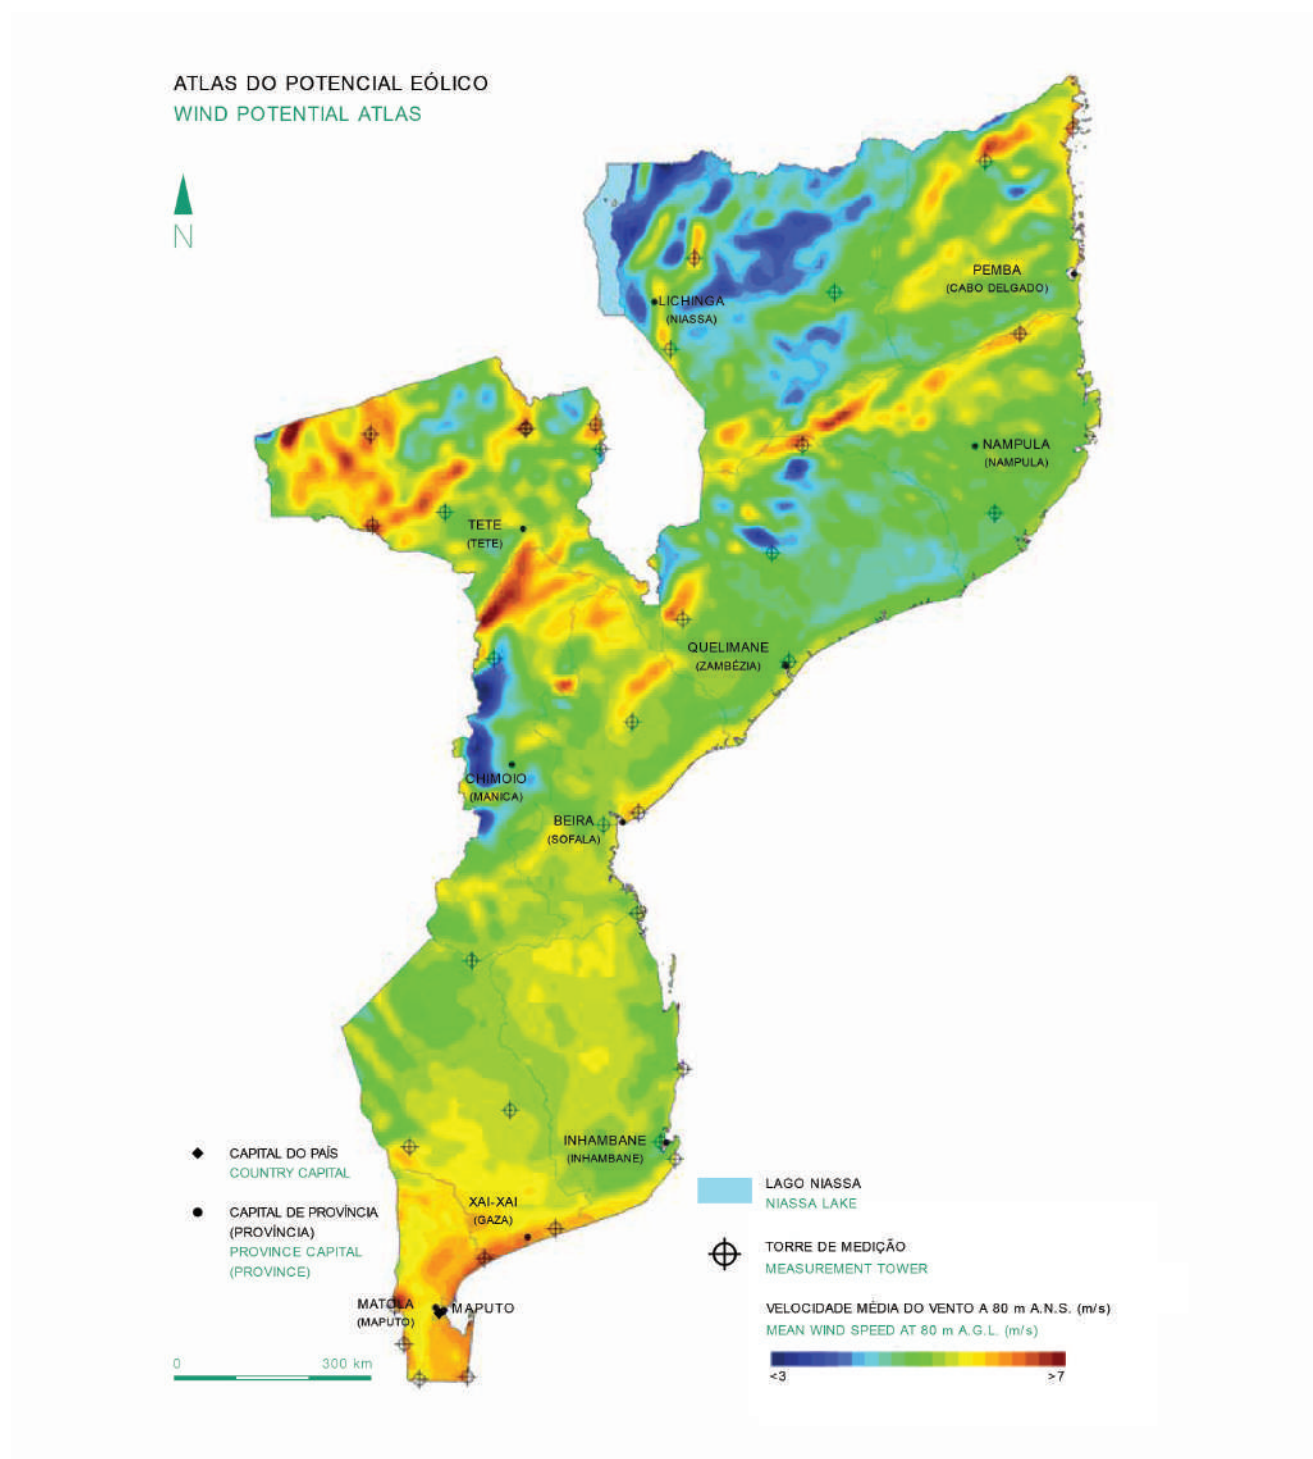 ATLAS DO POTENCIAL EÓLICO
WIND POTENTIAL ATLAS
N
PEMBA
(CABO DELGADO)
LICHINGA
(NIASSA)
NAMPULA
(NAMPULA)
TETE
(TETE)
QUELIMANE
(ZAMBÉZIA)
CHIMOIO
(MANICA)
BEIRA
(SOFALA)
INHAMBANE
(INHAMBANE)
XAI-XAI
(GAZA)
MATOLA
(MAPUTO)
MAPUTO
CAPITAL DO PAÍS
COUNTRY CAPITAL
CAPITAL DE PROVÍNCIA
(PROVÍNCIA)
PROVINCE CAPITAL
(PROVINCE)
0 300 km
LAGO NIASSA
NIASSA LAKE
TORRE DE MEDIÇÃO
MEASUREMENT TOWER
VELOCIDADE MÉDIA DO VENTO A 80 m A.N.S. (m/s)
MEAN WIND SPEED AT 80 m A.G.L. (m/s)
<3 >7